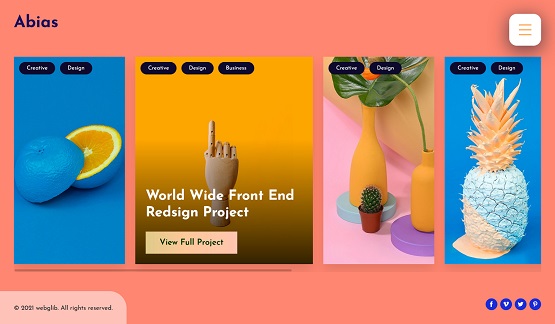 Abias
Creative Design
Creative Design Business
Creative Design
Creative Design
World Wide Front End
Redsign Project
View Full Project
© 2021 webglib. All rights reserved.